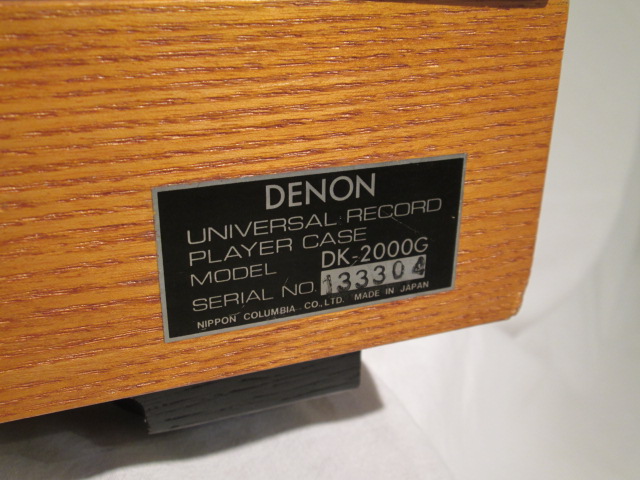 DENON
UNIVERSAL RECORD
PLAYER CASE
MODEL DK-2000G
SERIAL NO. 133304
NIPPON COLUMBIA CO., LTD. MADE IN JAPAN